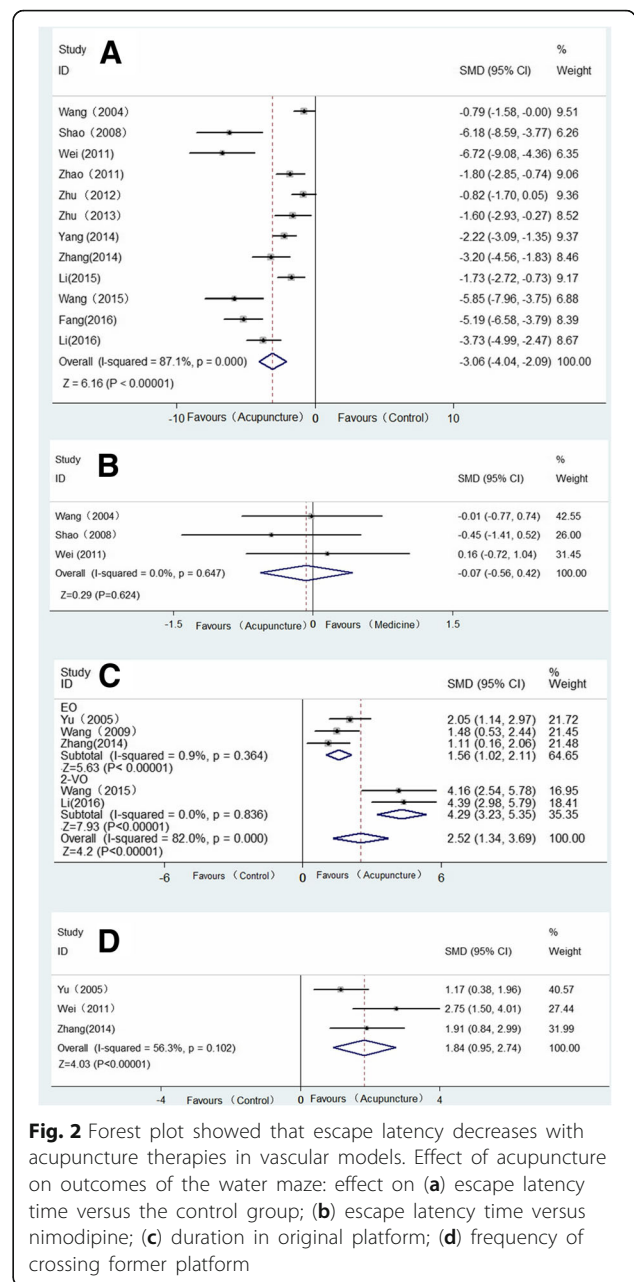 A
Study %
ID SMD (95% CI) Weight
Wang (2004) -0.79 (-1.58, -0.00) 9.51
Shao (2008) -6.18 (-8.59, -3.77) 6.26
Wei (2011) -6.72 (-9.08, -4.36) 6.35
Zhao (2011) -1.80 (-2.85, -0.74) 9.06
Zhu (2012) -0.82 (-1.70, 0.05) 9.36
Zhu (2013) -1.60 (-2.93, -0.27) 8.52
Yang (2014) -2.22 (-3.09, -1.35) 9.37
Zhang(2014) -3.20 (-4.56, -1.83) 8.46
Li(2015) -1.73 (-2.72, -0.73) 9.17
Wang (2015) -5.85 (-7.96, -3.75) 6.88
Fang(2016) -5.19 (-6.58, -3.79) 8.39
Li(2016) -3.73 (-4.99, -2.47) 8.67
Overall (I-squared = 87.1%, p = 0.000) -3.06 (-4.04, -2.09) 100.00
Z = 6.16 (P < 0.00001)
-10 Favours (Acupuncture) 0 Favours (Control) 10
B
Study %
ID SMD (95% CI) Weight
Wang (2004) -0.01 (-0.77, 0.74) 42.55
Shao (2008) -0.45 (-1.41, 0.52) 26.00
Wei (2011) 0.16 (-0.72, 1.04) 31.45
Overall (I-squared = 0.0%, p = 0.647) -0.07 (-0.56, 0.42) 100.00
Z=0.29 (P=0.624)
-1.5 Favours (Acupuncture) 0 Favours (Medicine) 1.5
C
Study %
ID SMD (95% CI) Weight
EO
Yu (2005) 2.05 (1.14, 2.97) 21.72
Wang (2009) 1.48 (0.53, 2.44) 21.45
Zhang(2014) 1.11 (0.16, 2.06) 21.48
Subtotal (I-squared = 0.9%, p = 0.364) 1.56 (1.02, 2.11) 64.65
Z=5.63 (P< 0.00001)
2-VO
Wang (2015) 4.16 (2.54, 5.78) 16.95
Li(2016) 4.39 (2.98, 5.79) 18.41
Subtotal (I-squared = 0.0%, p = 0.836) 4.29 (3.23, 5.35) 35.35
Z=7.93 (P<0.00001)
Overall (I-squared = 82.0%, p = 0.000) 2.52 (1.34, 3.69) 100.00
Z=4.2 (P<0.00001)
-6 Favours (Control) 0 Favours (Acupuncture) 6
D
Study %
ID SMD (95% CI) Weight
Yu (2005) 1.17 (0.38, 1.96) 40.57
Wei (2011) 2.75 (1.50, 4.01) 27.44
Zhang(2014) 1.91 (0.84, 2.99) 31.99
Overall (I-squared = 56.3%, p = 0.102) 1.84 (0.95, 2.74) 100.00
Z=4.03 (P<0.00001)
-4 Favours (Control) 0 Favours (Acupuncture) 4
Fig. 2 Forest plot showed that escape latency decreases with
acupuncture therapies in vascular models. Effect of acupuncture
on outcomes of the water maze: effect on (a) escape latency
time versus the control group; (b) escape latency time versus
nimodipine; (c) duration in original platform; (d) frequency of
crossing former platform